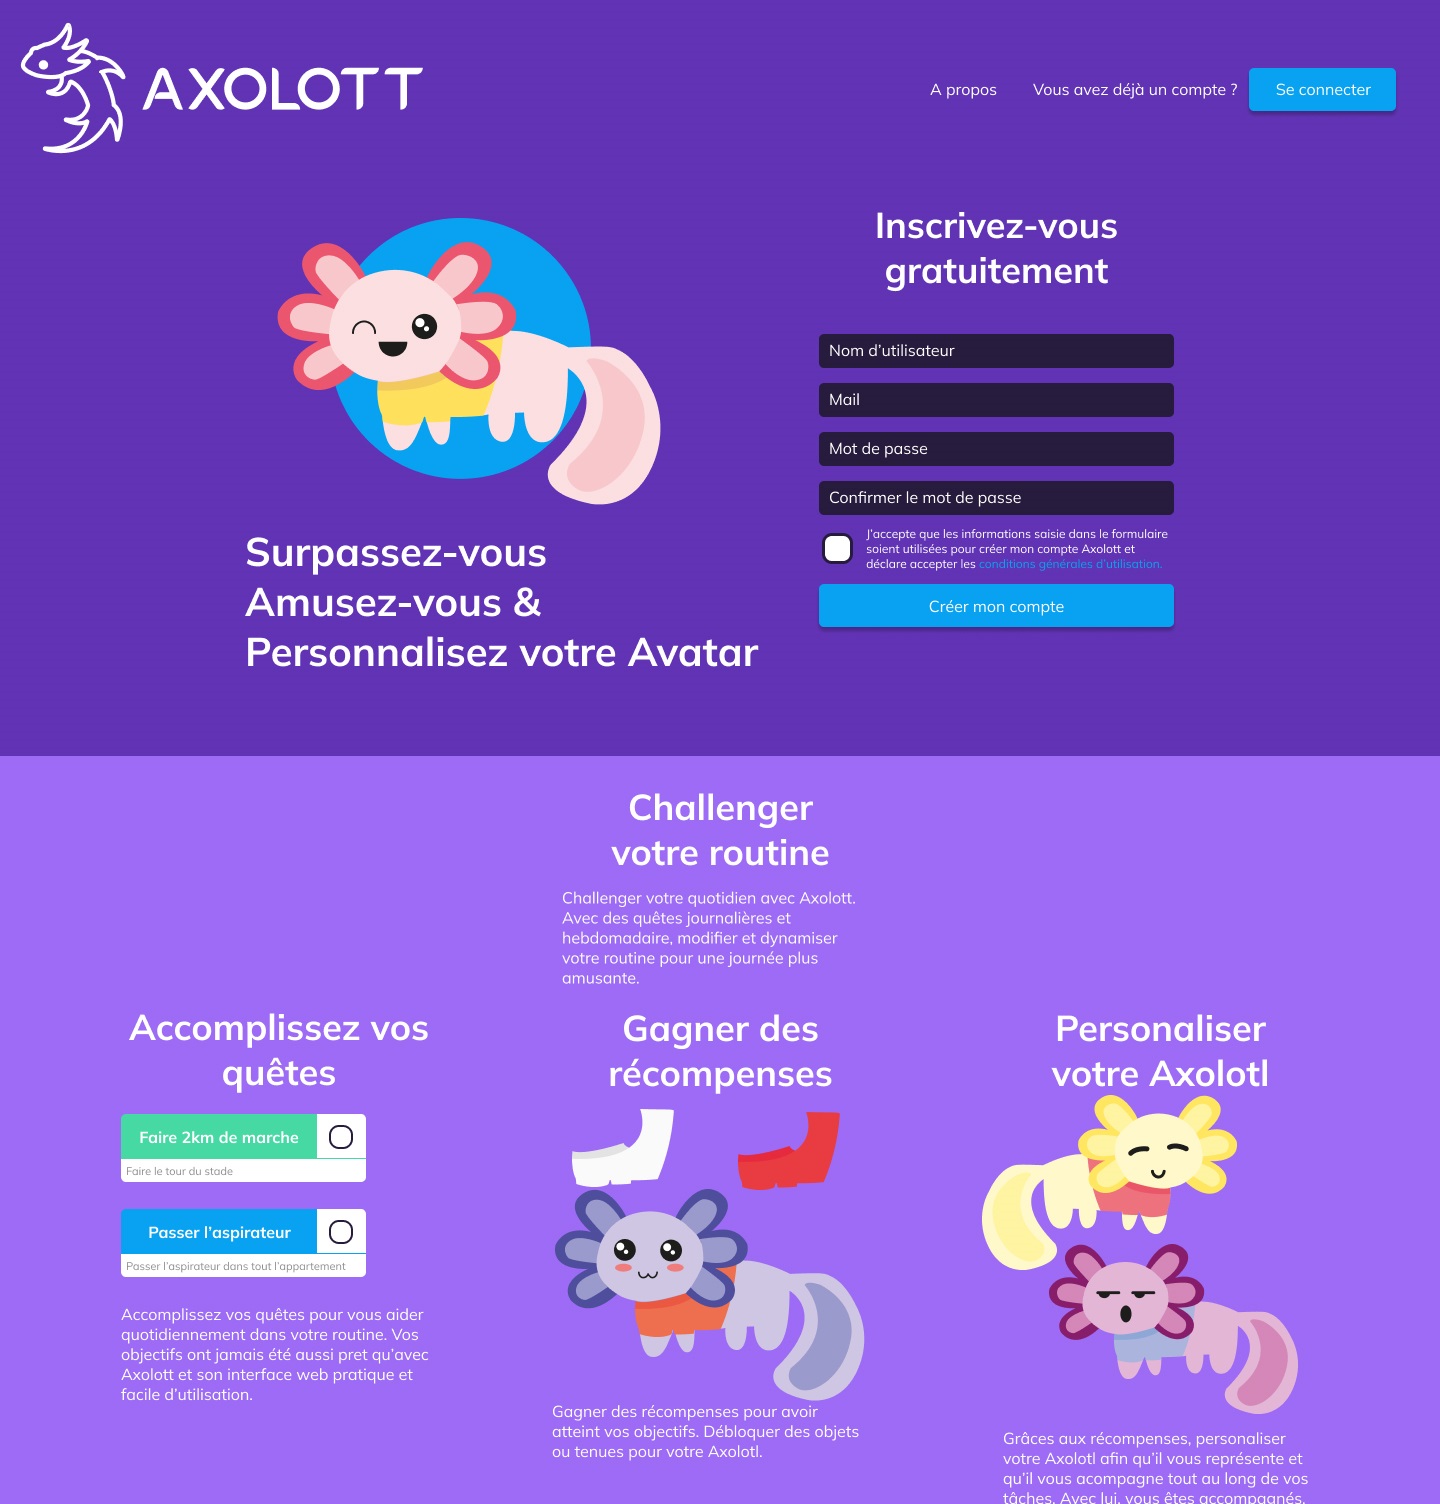 AXOLOTT
A propos
Vous avez déjà un compte ?
Se connecter
Inscrivez-vous
gratuitement
Nom d’utilisateur
Mail
Mot de passe
Confirmer le mot de passe
J’accepte que les informations saisie dans le formulaire
soient utilisées pour créer mon compte Axolott et
déclare accepter les conditions générales d’utilisation.
Créer mon compte
Surpassez-vous
Amusez-vous &
Personnalisez votre Avatar
Challenger
votre routine
Challenger votre quotidien avec Axolott.
Avec des quêtes journalières et
hebdomadaire, modifier et dynamiser
votre routine pour une journée plus
amusante.
Accomplissez vos
quêtes
Faire 2km de marche
Faire le tour du stade
Passer l’aspirateur
Passer l’aspirateur dans tout l’appartement
Accomplissez vos quêtes pour vous aider
quotidiennement dans votre routine. Vos
objectifs ont jamais été aussi pret qu’avec
Axolott et son interface web pratique et
facile d’utilisation.
Gagner des
récompenses
Gagner des récompenses pour avoir
atteint vos objectifs. Débloquer des objets
ou tenues pour votre Axolotl.
Personaliser
votre Axolotl
Grâces aux récompenses, personaliser
votre Axolotl afin qu’il vous représente et
qu’il vous acompagne tout au long de vos
tâches. Avec lui, vous êtes accompagnés.